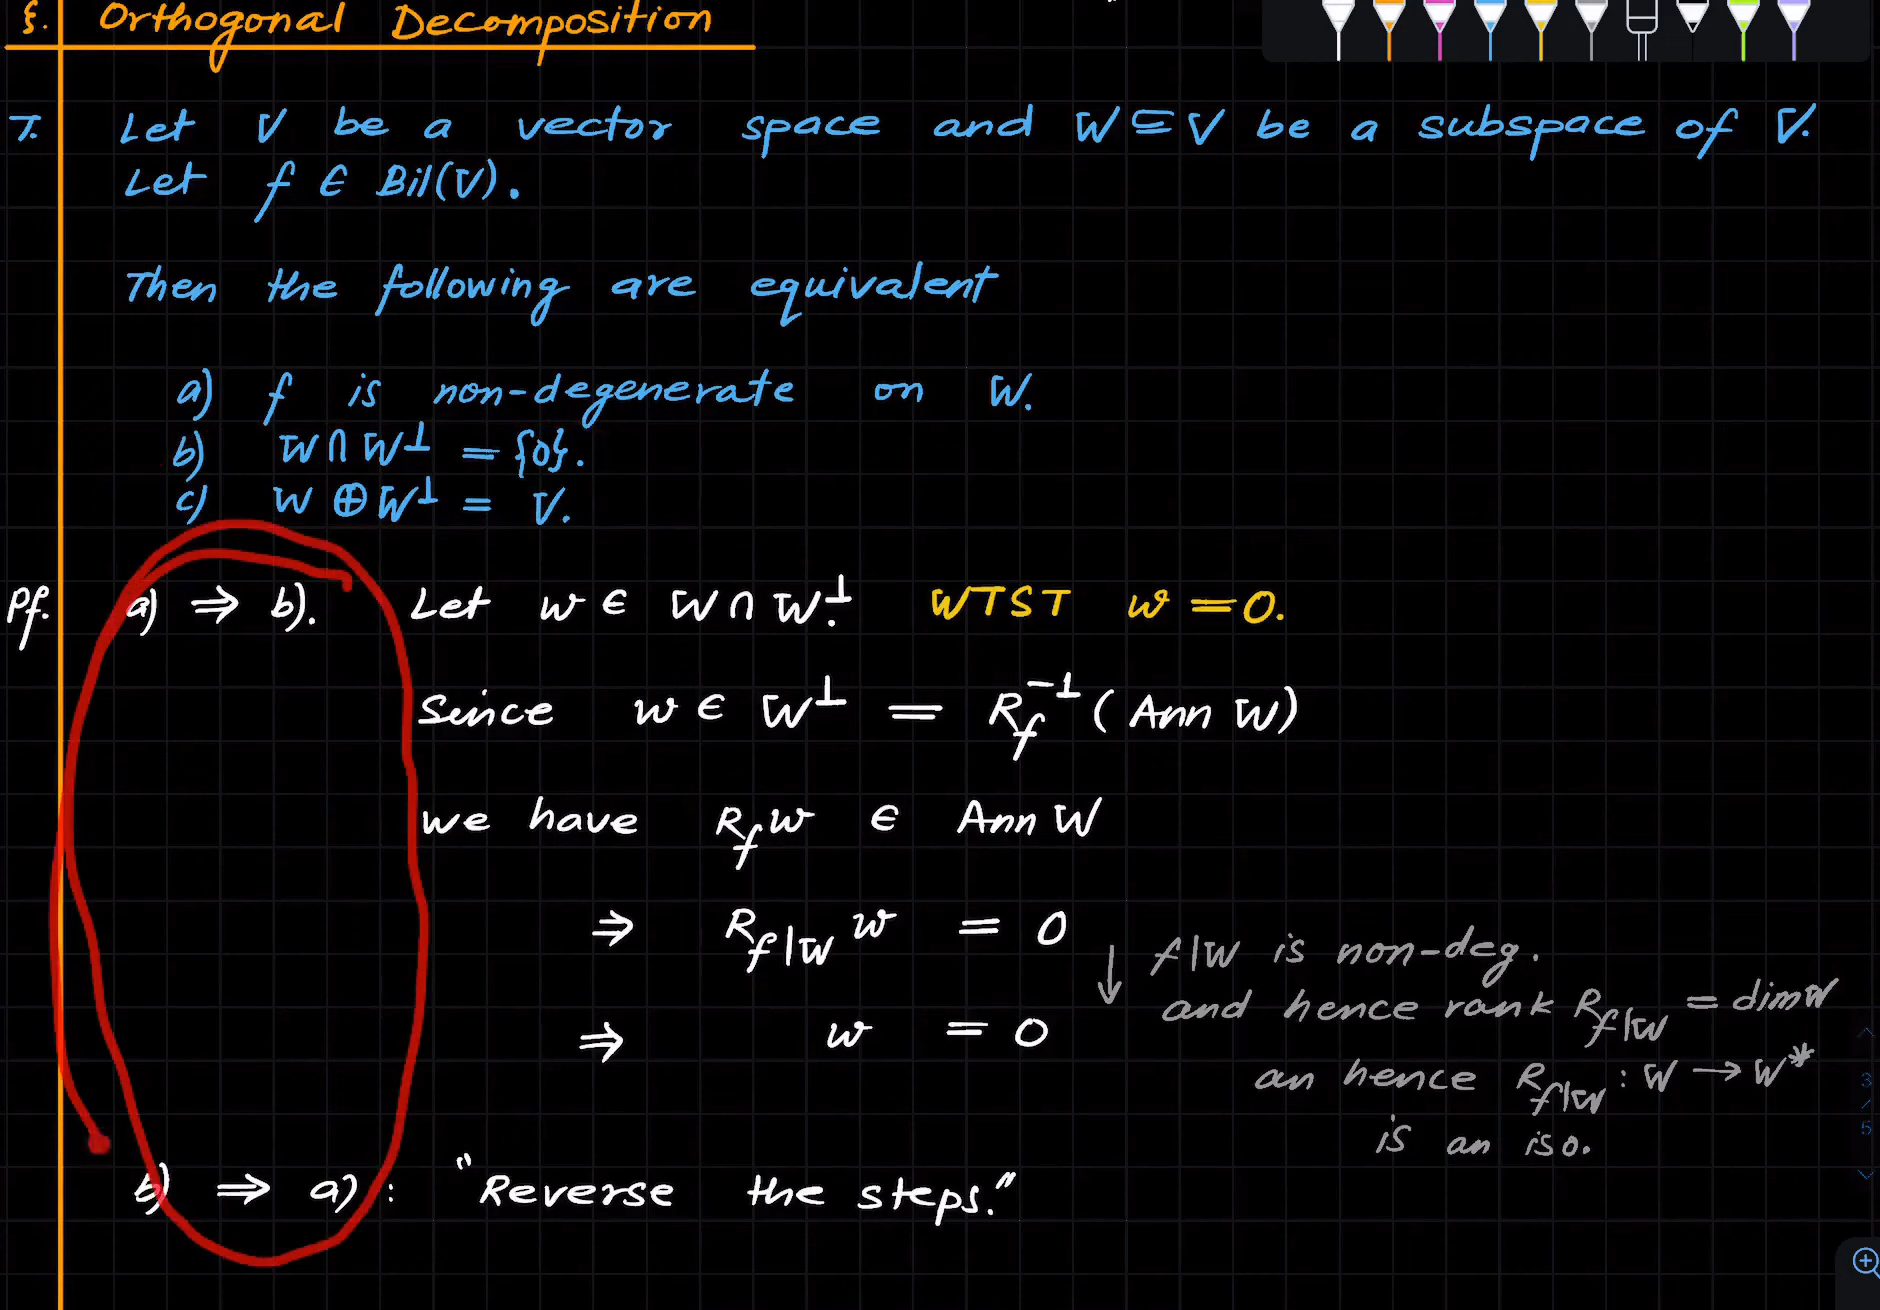 §. Orthogonal Decomposition
7. Let V be a vector space and W ⊆ V be a subspace of V.
Let f ∈ Bil(V).
Then the following are equivalent
a) f is non-degenerate on W.
b) W ∩ W⊥ = {0}.
c) W ⊕ W⊥ = V.
Pf. a) ⇒ b). Let w ∈ W ∩ W⊥. WTST w = 0.
Since w ∈ W⊥ = R_f^{-1} (Ann W)
we have R_f w ∈ Ann W
⇒ R_{f|W} w = 0
↓ f|W is non-deg.
and hence rank R_{f|W} = dim W
⇒ w = 0
an hence R_{f|W} : W → W*
is an iso.
b) ⇒ a) : "Reverse the steps."
3
/
5